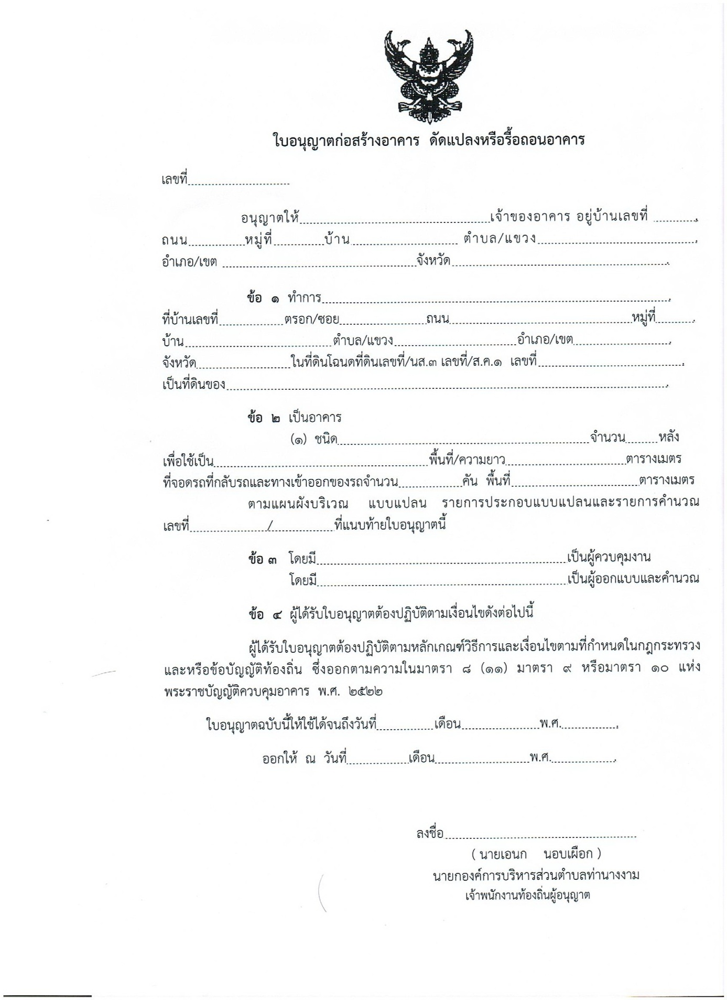 ใบอนุญาตก่อสร้างอาคาร ดัดแปลงหรือรื้อถอนอาคาร
เลขที่..............................
อนุญาตให้..............................เจ้าของอาคาร อยู่บ้านเลขที่ ..............
ถนน..............หมู่ที่..............บ้าน.............................. ตำบล/แขวง..............................
อำเภอ/เขต ..............................จังหวัด..............................
ข้อ ๑ ทำการ..............................
ที่บ้านเลขที่..............ตรอก/ซอย..............ถนน..............................หมู่ที่..............
บ้าน..............................ตำบล/แขวง..............................อำเภอ/เขต..............................
จังหวัด..............................ในที่ดินโฉนดที่ดินเลขที่/นส.๓ เลขที่/ส.ค.๑ เลขที่..............................
เป็นที่ดินของ..............................
ข้อ ๒ เป็นอาคาร
(๑) ชนิด..............................จำนวน.........หลัง
เพื่อใช้เป็น..............................พื้นที่/ความยาว..............................ตารางเมตร
ที่จอดรถที่กลับรถและทางเข้าออกของรถจำนวน..............คัน พื้นที่..............................ตารางเมตร
ตามแผนผังบริเวณ แบบแปลน รายการประกอบแบบแปลนและรายการคำนวณ
เลขที่..................../....................ที่แนบท้ายใบอนุญาตนี้
ข้อ ๓ โดยมี..............................เป็นผู้ควบคุมงาน
โดยมี..............................เป็นผู้ออกแบบและคำนวณ
ข้อ ๔ ผู้ได้รับใบอนุญาตต้องปฏิบัติตามเงื่อนไขดังต่อไปนี้
ผู้ได้รับใบอนุญาตต้องปฏิบัติตามหลักเกณฑ์วิธีการและเงื่อนไขตามที่กำหนดในกฎกระทรวง
และหรือข้อบัญญัติท้องถิ่น ซึ่งออกตามความในมาตรา ๘ (๑๑) มาตรา ๙ หรือมาตรา ๑๐ แห่ง
พระราชบัญญัติควบคุมอาคาร พ.ศ. ๒๕๒๒
ใบอนุญาตฉบับนี้ให้ใช้ได้จนถึงวันที่..............เดือน....................พ.ศ...............
ออกให้ ณ วันที่..............เดือน....................พ.ศ...............
ลงชื่อ..............................
( นายเอนก นอบเผือก )
นายกองค์การบริหารส่วนตำบลท่านางงาม
เจ้าพนักงานท้องถิ่นผู้อนุญาต